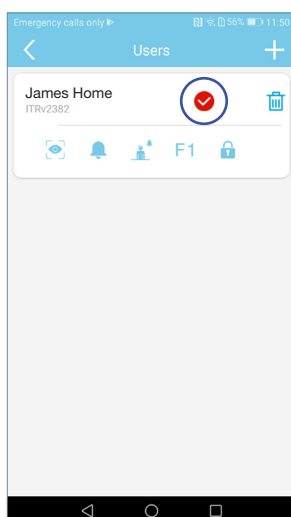 Emergency calls only
56% 11:50
Users
James Home
ITRv2382
F1